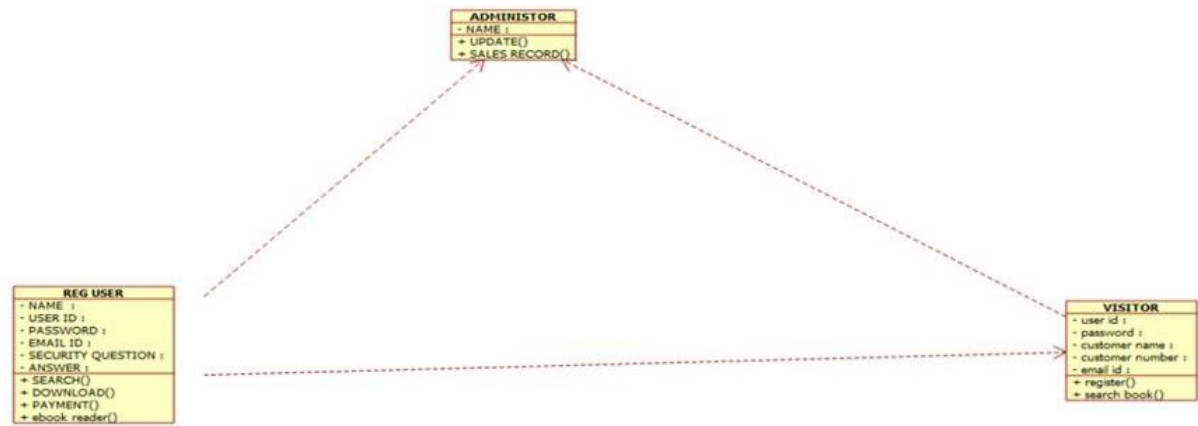 ADMINISTOR
- NAME :
+ UPDATE()
+ SALES RECORD()
REG USER
- NAME :
- USER ID :
- PASSWORD :
- EMAIL ID :
- SECURITY QUESTION :
- ANSWER :
+ SEARCH()
+ DOWNLOAD()
+ PAYMENT()
+ ebook reader()
VISITOR
- user id :
- password :
- customer name :
- customer number :
- email id :
+ register()
+ search book()